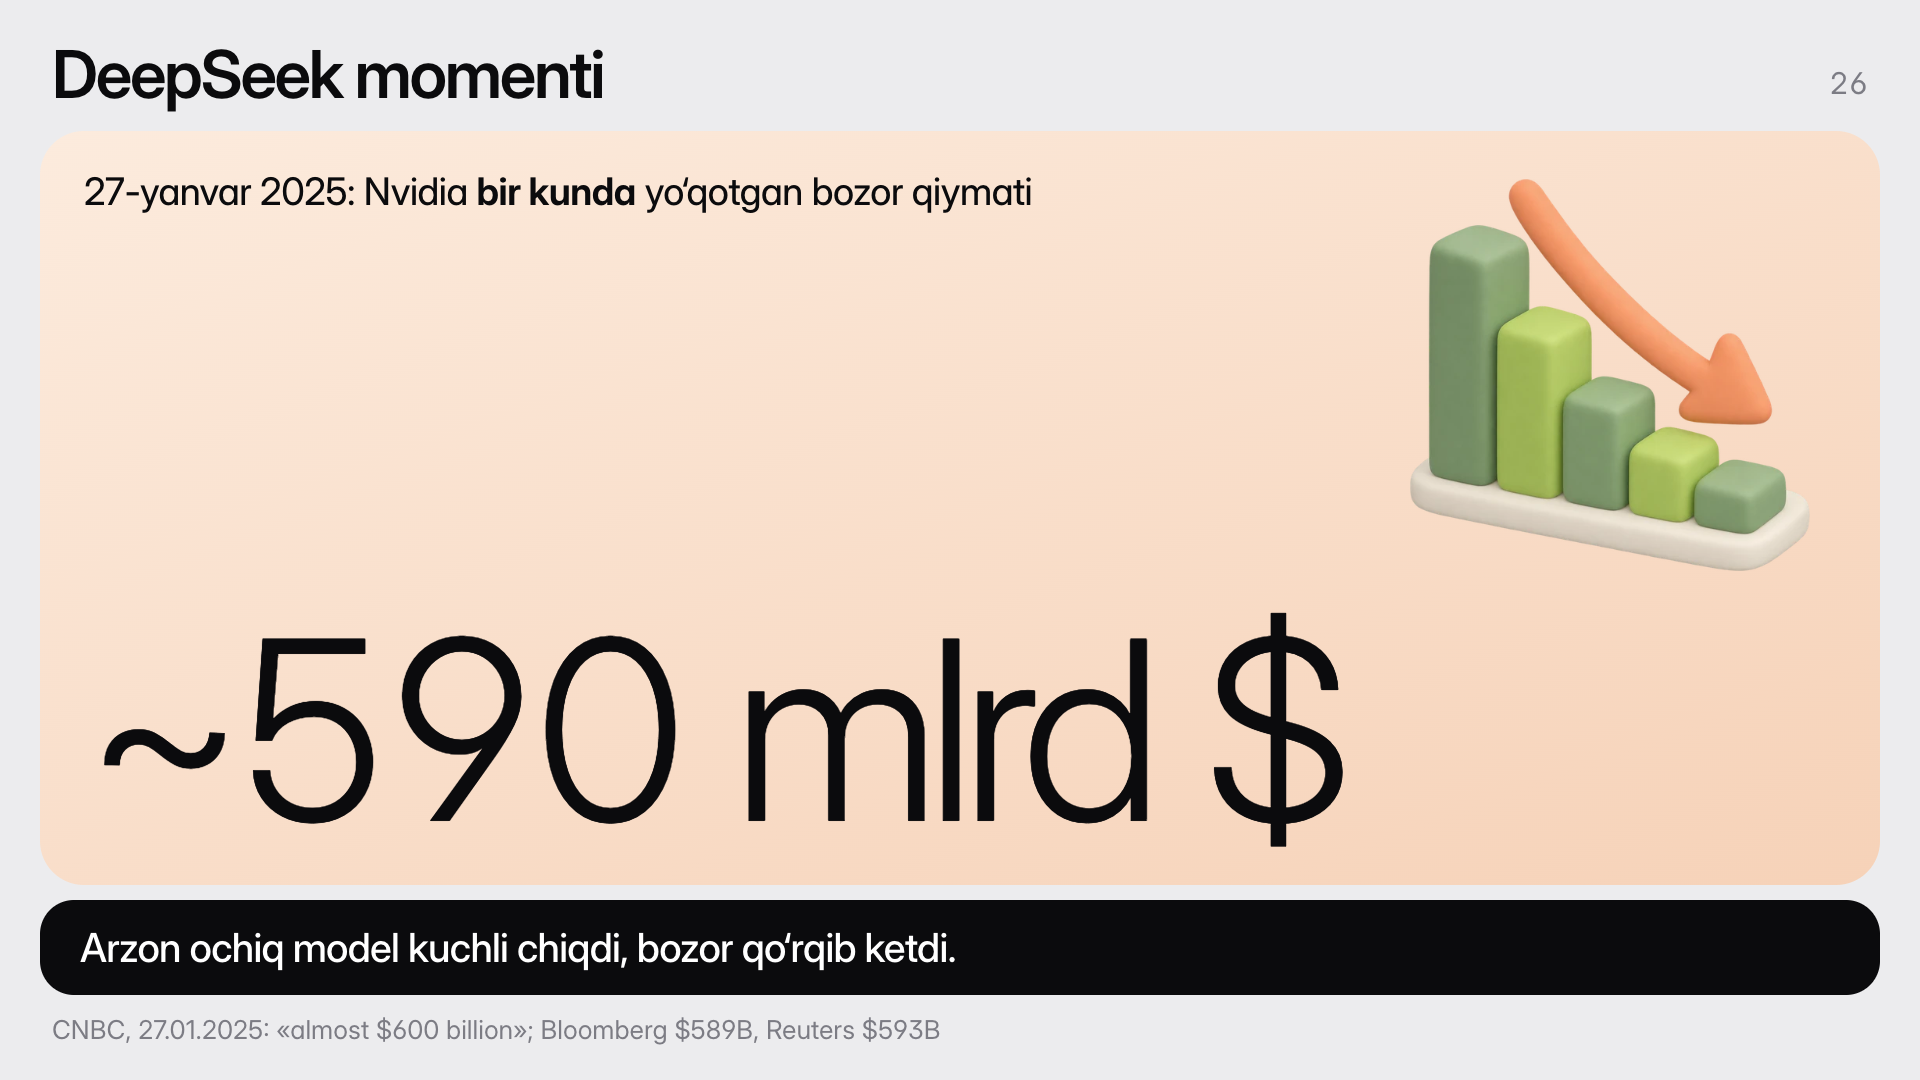 DeepSeek momenti
26
27-yanvar 2025: Nvidia bir kunda yo‘qotgan bozor qiymati
~590 mlrd $
Arzon ochiq model kuchli chiqdi, bozor qo‘rqib ketdi.
CNBC, 27.01.2025: «almost $600 billion»; Bloomberg $589B, Reuters $593B